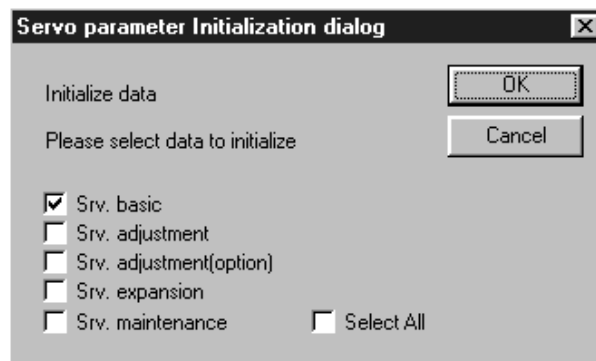 Servo parameter Initialization dialog
Initialize data
OK
Please select data to initialize
Cancel
Srv. basic
Srv. adjustment
Srv. adjustment(option)
Srv. expansion
Srv. maintenance
Select All